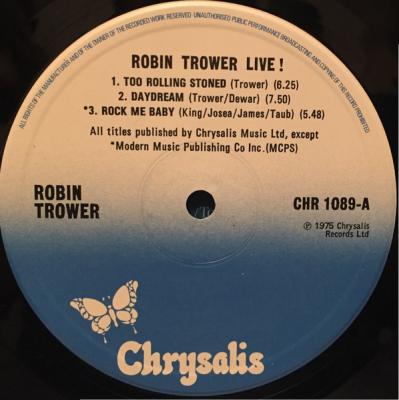 ALL RIGHTS OF THE MANUFACTURER AND OF THE OWNER OF THE RECORDED WORK RESERVED · UNAUTHORISED PUBLIC PERFORMANCE BROADCASTING AND COPYING OF THIS RECORD PROHIBITED
ROBIN TROWER LIVE!
1. TOO ROLLING STONED (Trower) (6.25)
2. DAYDREAM (Trower/Dewar) (7.50)
*3. ROCK ME BABY (King/Josea/James/Taub) (5.48)
All titles published by Chrysalis Music Ltd, except
*Modern Music Publishing Co Inc.(MCPS)
ROBIN
TROWER
CHR 1089-A
℗ 1975 Chrysalis
Records Ltd
Chrysalis